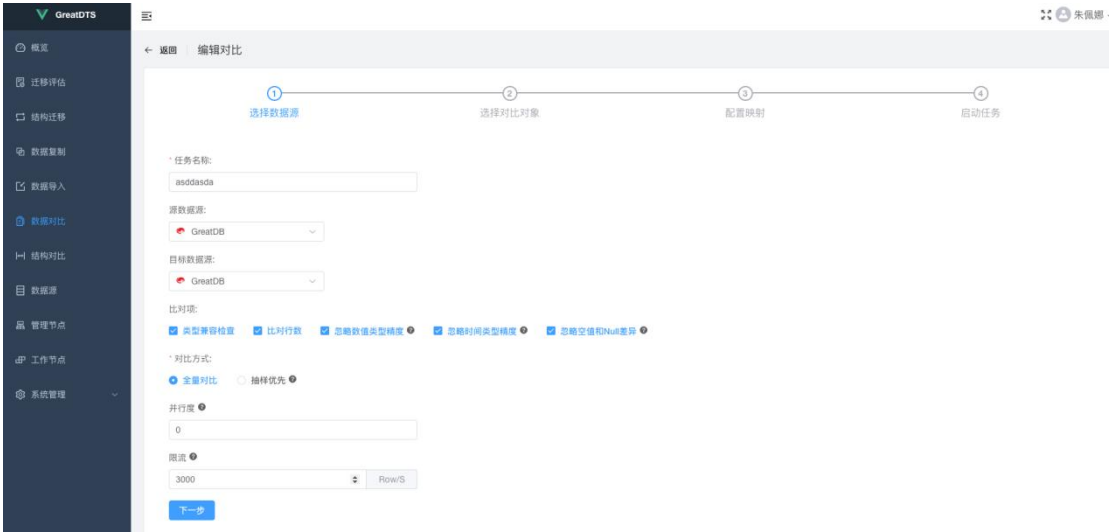 GreatDTS
朱佩娜
概览
← 返回 编辑对比
迁移评估
结构迁移
数据复制
数据导入
数据对比
结构对比
数据源
管理节点
工作节点
系统管理
1 2 3 4
选择数据源 选择对比对象 配置映射 启动任务
* 任务名称:
asddasda
源数据源:
GreatDB
目标数据源:
GreatDB
比对项:
类型兼容检查 比对行数 忽略数值类型精度 忽略时间类型精度 忽略空值和Null差异
* 对比方式:
全量对比 抽样优先
并行度
0
限流
3000 Row/S
下一步